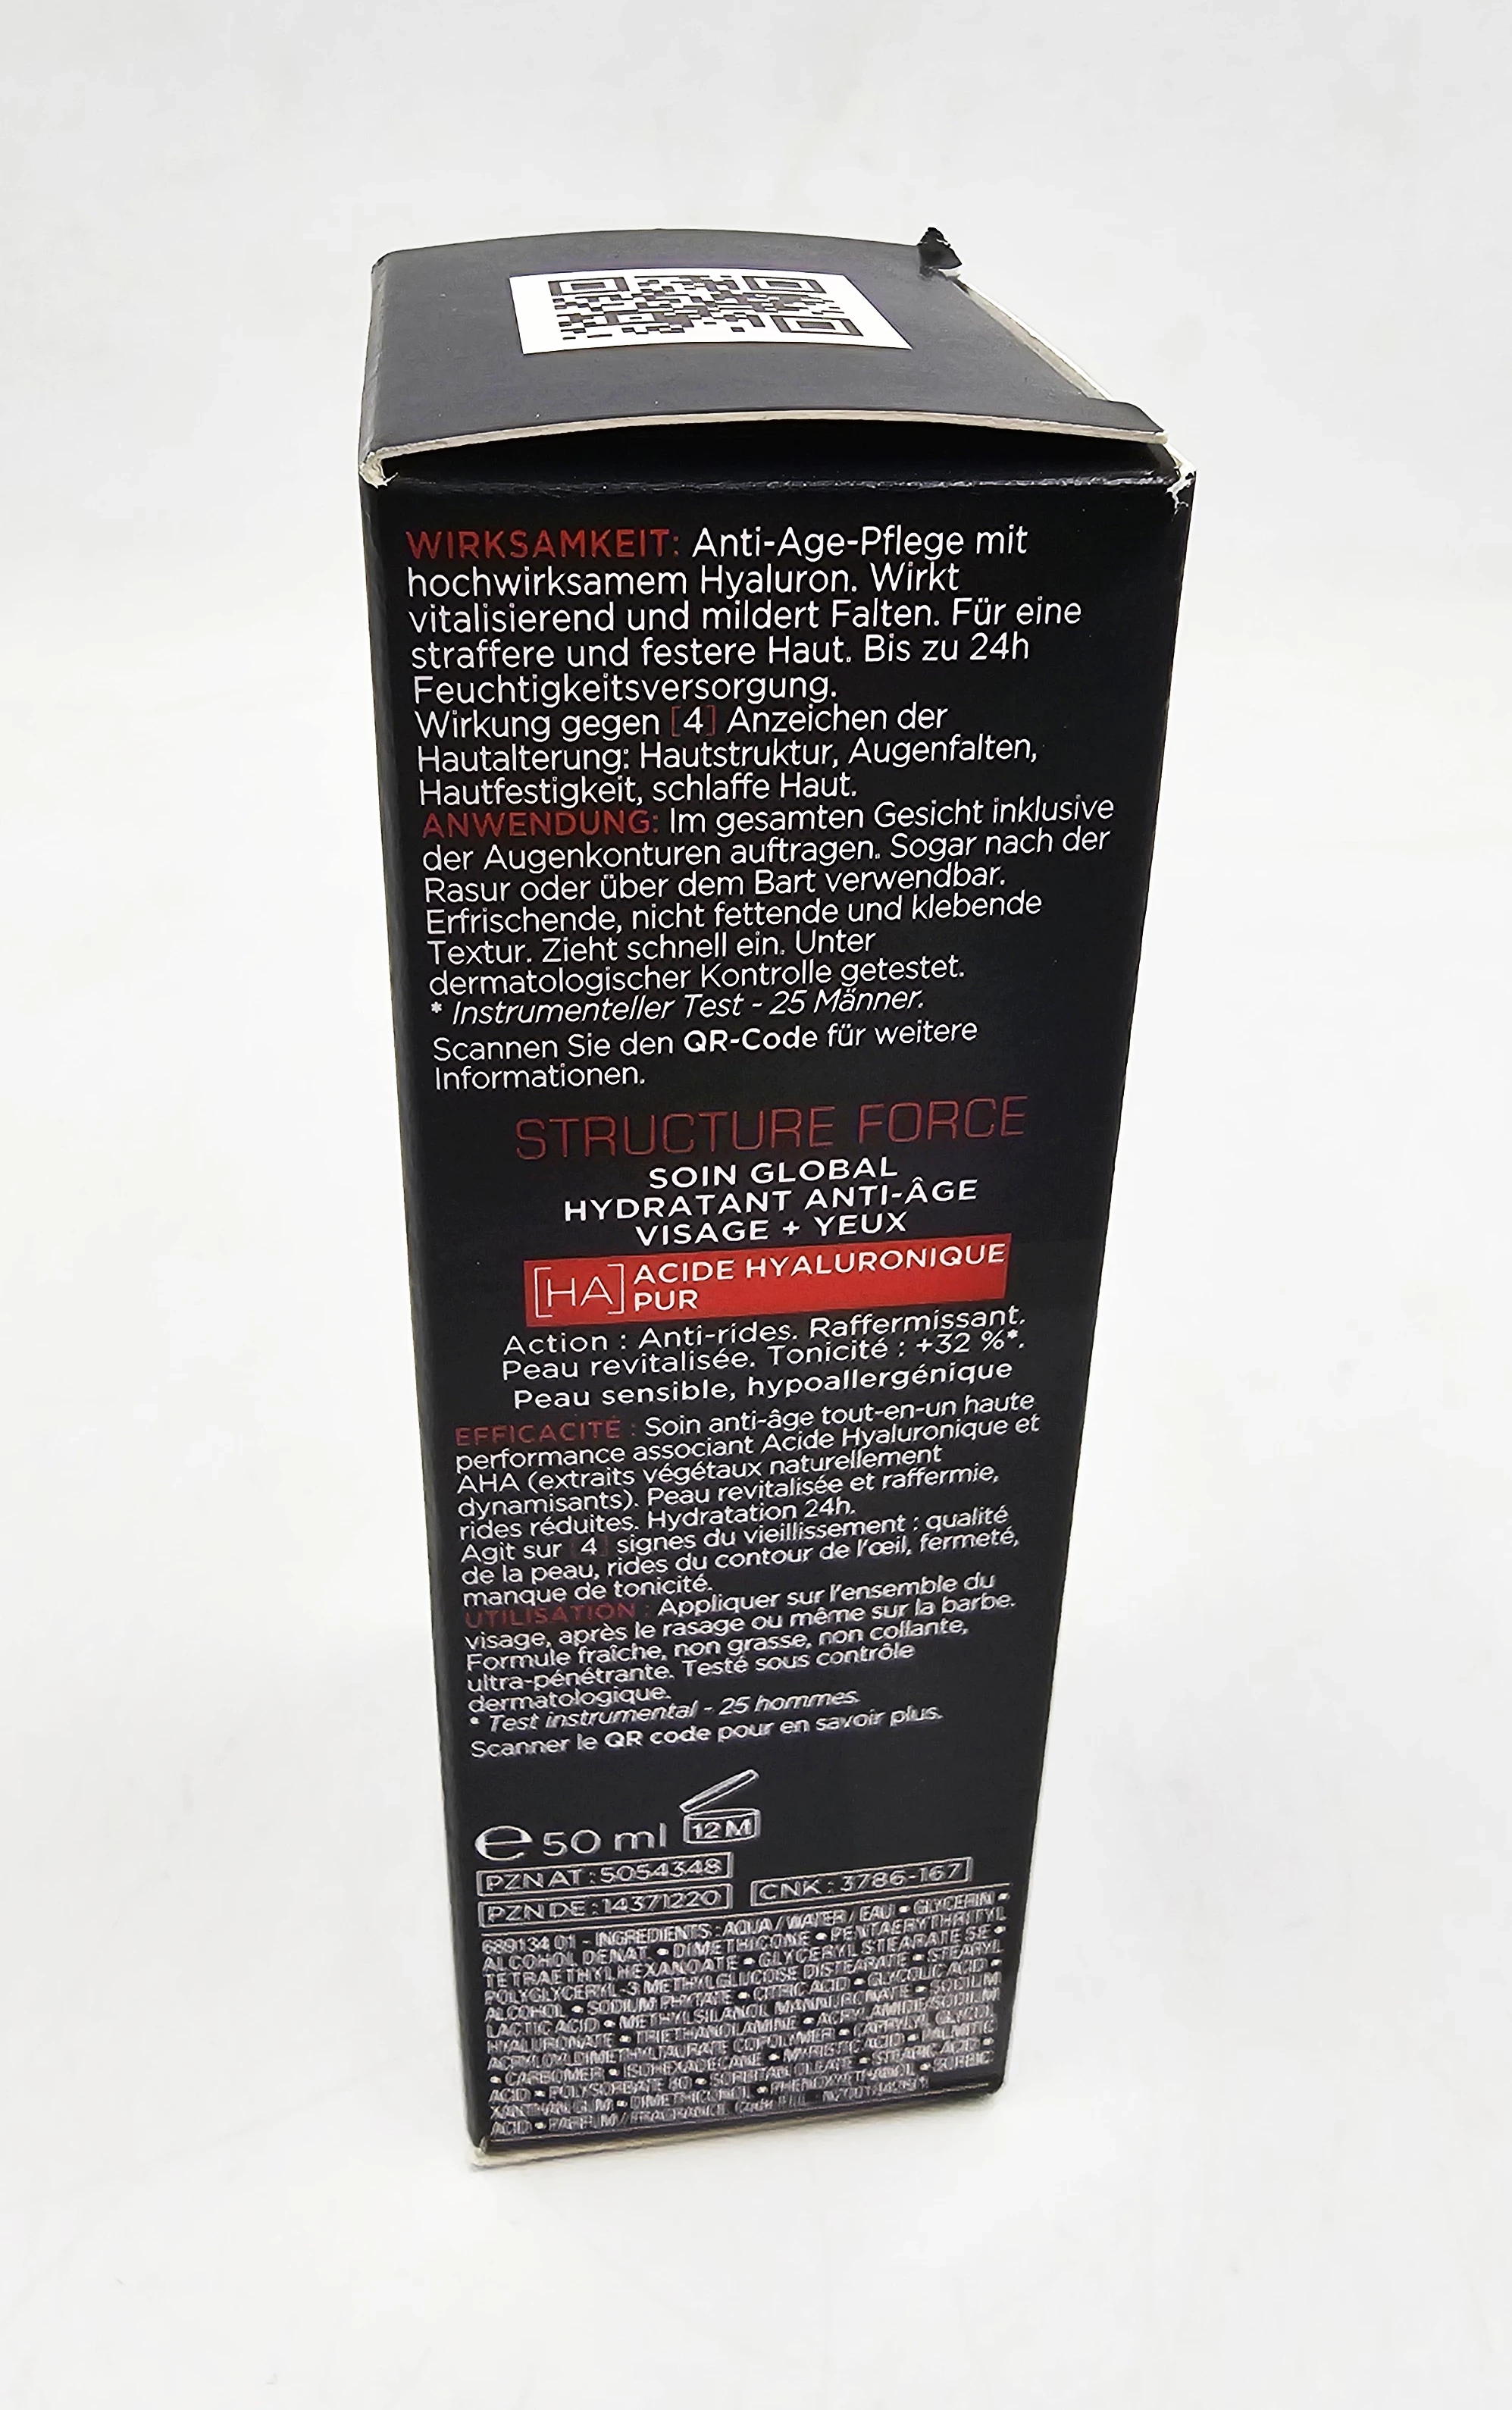 WIRKSAMKEIT: Anti-Age-Pflege mit
hochwirksamem Hyaluron. Wirkt
vitalisierend und mildert Falten. Für eine
straffere und festere Haut. Bis zu 24h
Feuchtigkeitsversorgung.
Wirkung gegen [4] Anzeichen der
Hautalterung: Hautstruktur, Augenfalten,
Hautfestigkeit, schlaffe Haut.
ANWENDUNG: Im gesamten Gesicht inklusive
der Augenkonturen auftragen. Sogar nach der
Rasur oder über dem Bart verwendbar.
Erfrischende, nicht fettende und klebende
Textur. Zieht schnell ein. Unter
dermatologischer Kontrolle getestet.
* Instrumenteller Test - 25 Männer.
Scannen Sie den QR-Code für weitere
Informationen.
STRUCTURE FORCE
SOIN GLOBAL
HYDRATANT ANTI-ÂGE
VISAGE + YEUX
[HA] ACIDE HYALURONIQUE
PUR
Action : Anti-rides. Raffermissant.
Peau revitalisée. Tonicité : +32 %*.
Peau sensible, hypoallergénique
EFFICACITÉ : Soin anti-âge tout-en-un haute
performance associant Acide Hyaluronique et
AHA (extraits végétaux naturellement
dynamisants). Peau revitalisée et raffermie,
rides réduites. Hydratation 24h.
Agit sur [4] signes du vieillissement : qualité
de la peau, rides du contour de l'œil, fermeté,
manque de tonicité.
UTILISATION : Appliquer sur l'ensemble du
visage, après le rasage ou même sur la barbe.
Formule fraîche, non grasse, non collante,
ultra-pénétrante. Testé sous contrôle
dermatologique.
* Test instrumental - 25 hommes.
Scanner le QR code pour en savoir plus.
℮ 50 ml 12 M
PZN AT : 5054348
PZN DE : 14371220 CNK : 3786-167
689134 01 - INGREDIENTS : AQUA / WATER / EAU • GLYCERIN •
ALCOHOL DENAT. • DIMETHICONE • PENTAERYTHRITYL
TETRAETHYLHEXANOATE • GLYCERYL STEARATE SE •
POLYGLYCERYL-3 METHYLGLUCOSE DISTEARATE • STEARYL
ALCOHOL • SODIUM PHYTATE • CITRIC ACID • GLYCOLIC ACID •
LACTIC ACID • METHYLSILANOL MANNURONATE • SODIUM
HYALURONATE • TRIETHANOLAMINE • ACRYLAMIDE/SODIUM
ACRYLOYLDIMETHYLTAURATE COPOLYMER • CAPRYLYL GLYCOL
• CARBOMER • ISOHEXADECANE • MYRISTIC ACID • PALMITIC
ACID • POLYSORBATE 80 • SORBITAN OLEATE • STEARIC ACID •
XANTHAN GUM • DIMETHICONOL • PHENOXYETHANOL • SORBIC
ACID • PARFUM / FRAGRANCE